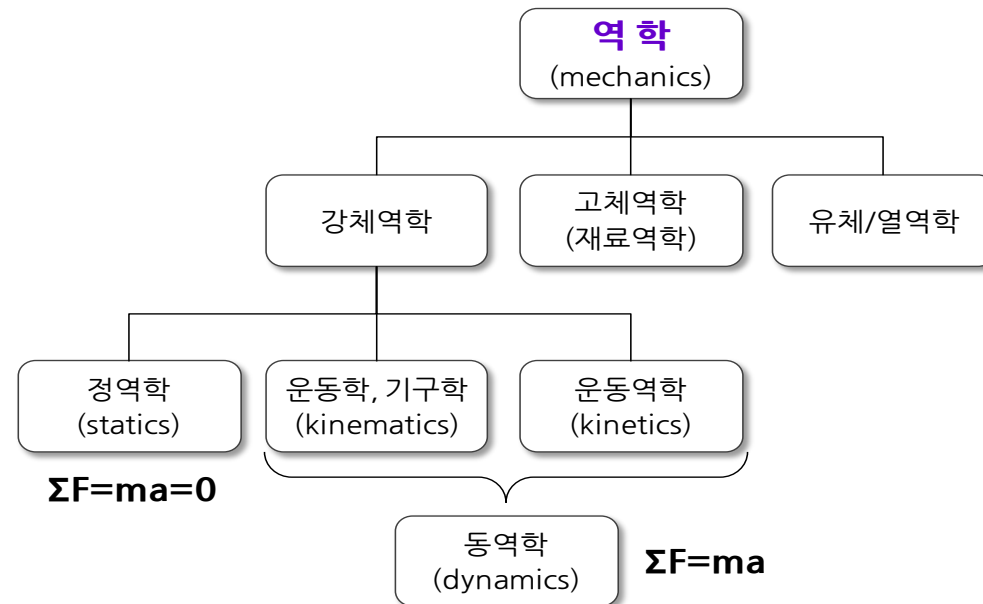 역 학
(mechanics)
강체역학
고체역학
(재료역학)
유체/열역학
정역학
(statics)
운동학, 기구학
(kinematics)
운동역학
(kinetics)
ΣF=ma=0
동역학
(dynamics)
ΣF=ma